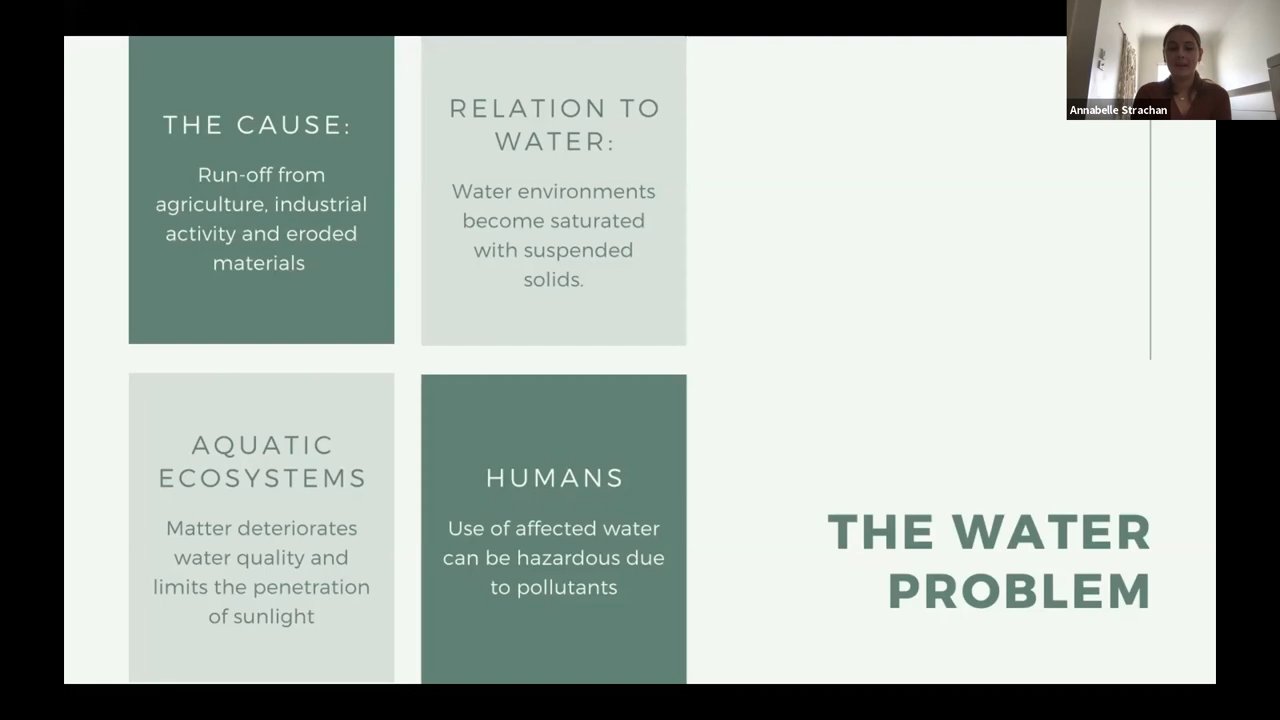 THE CAUSE:
Run-off from
agriculture, industrial
activity and eroded
materials
RELATION TO
WATER:
Water environments
become saturated
with suspended
solids.
AQUATIC
ECOSYSTEMS
Matter deteriorates
water quality and
limits the penetration
of sunlight
HUMANS
Use of affected water
can be hazardous due
to pollutants
THE WATER
PROBLEM
Annabelle Strachan